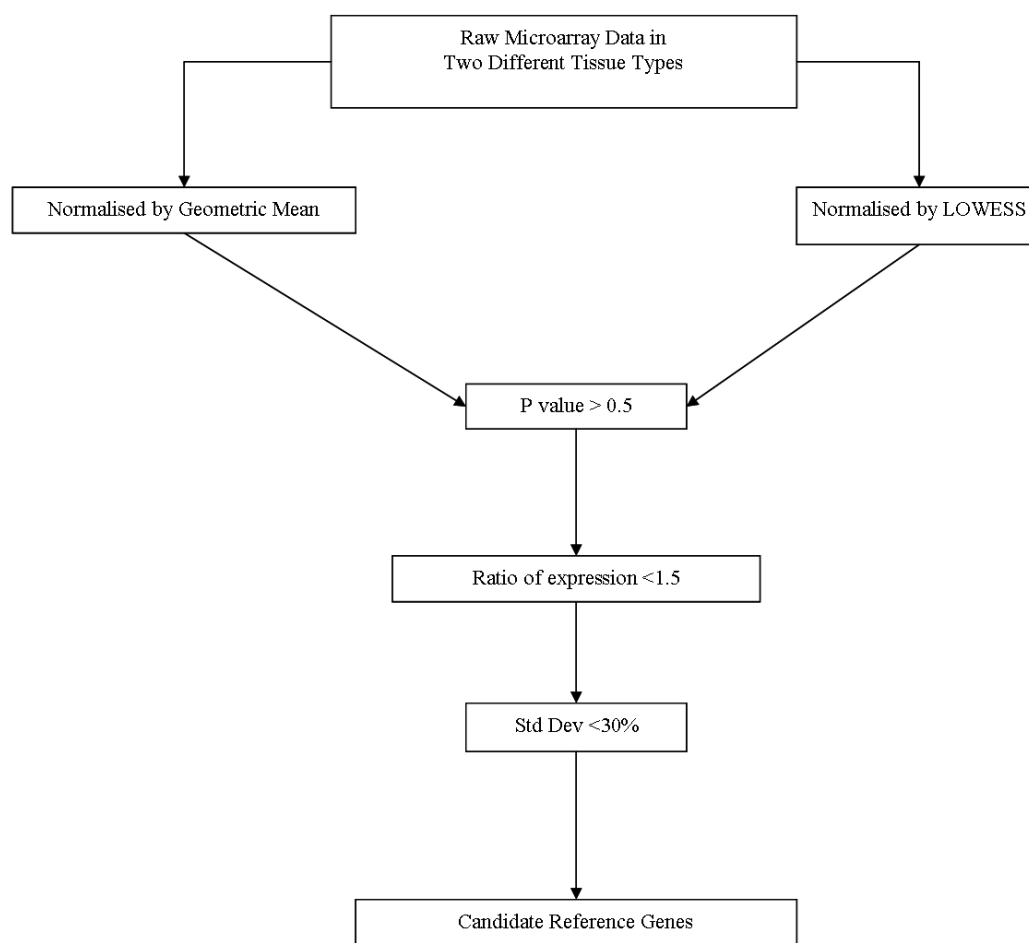 Raw Microarray Data in
Two Different Tissue Types
Normalised by Geometric Mean
Normalised by LOWESS
P value > 0.5
Ratio of expression <1.5
Std Dev <30%
Candidate Reference Genes